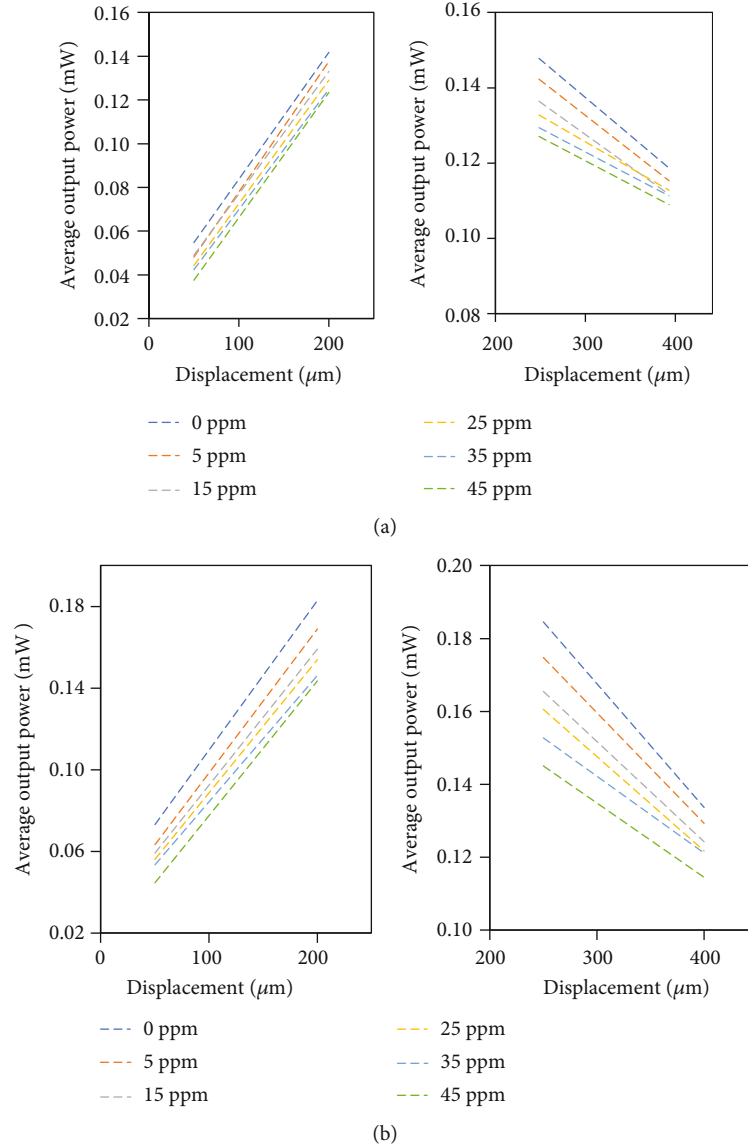 0.16
0.14
0.12
0.10
0.08
0.06
0.04
0.02
0 100 200
Average output power (mW)
Displacement (μm)
0.16
0.14
0.12
0.10
0.08
200 300 400
Average output power (mW)
Displacement (μm)
0 ppm
5 ppm
15 ppm
25 ppm
35 ppm
45 ppm
(a)
0.18
0.14
0.10
0.06
0.02
0 100 200
Average output power (mW )
Displacement (μm)
0.20
0.18
0.16
0.14
0.12
0.10
200 300 400
Average output power (mW)
Displacement (μm)
0 ppm
5 ppm
15 ppm
25 ppm
35 ppm
45 ppm
(b)